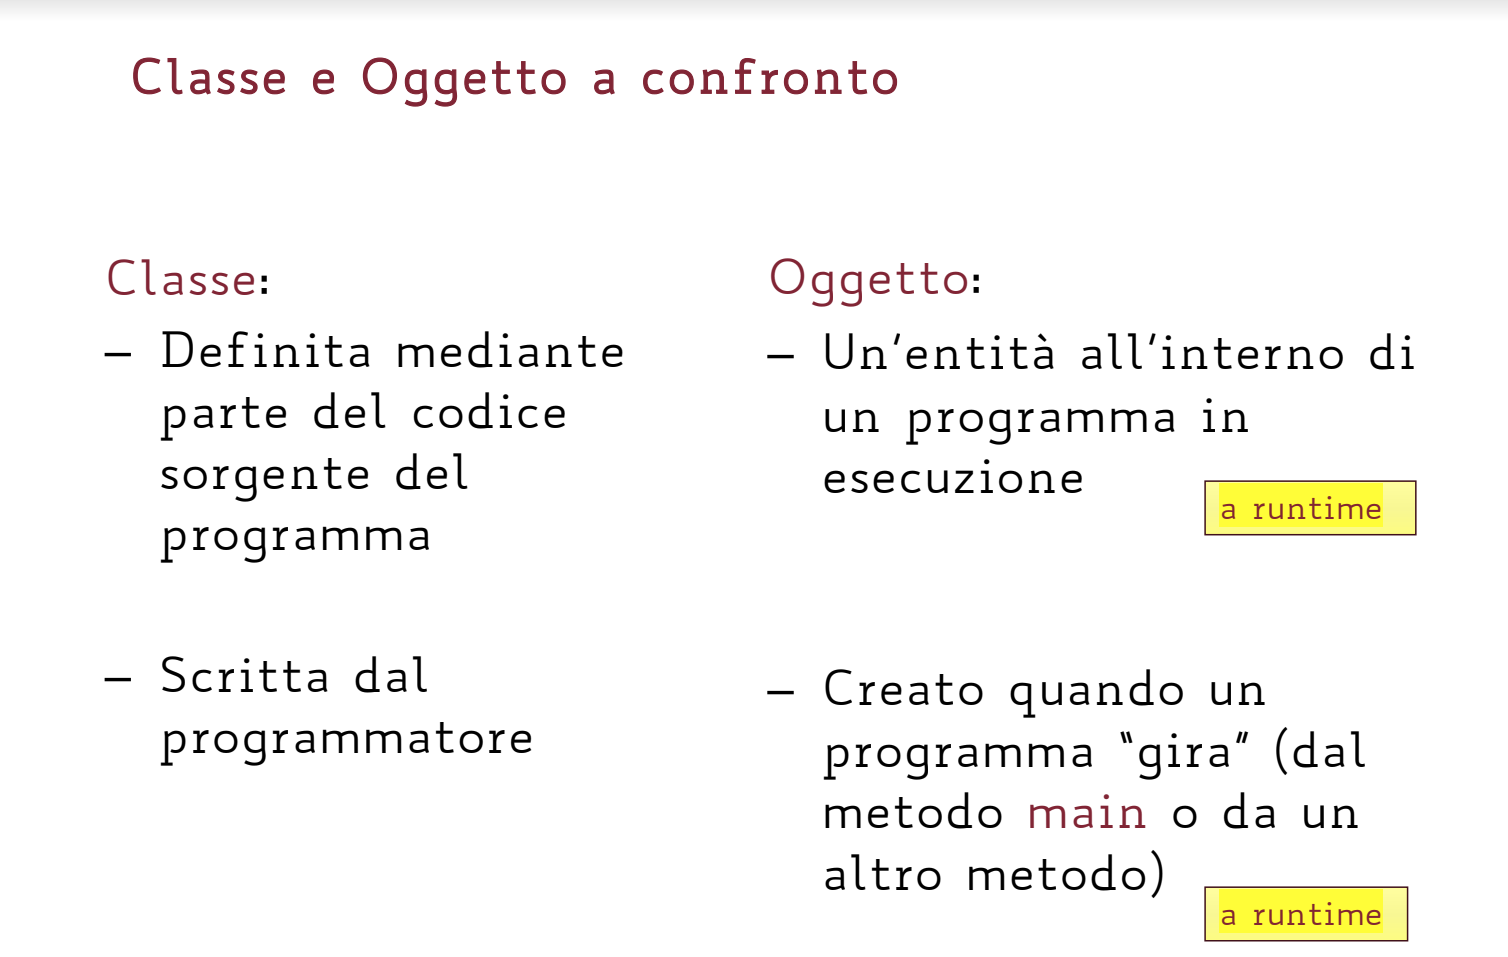 Classe e Oggetto a confronto
Classe:
– Definita mediante
parte del codice
sorgente del
programma
– Scritta dal
programmatore
Oggetto:
– Un'entità all'interno di
un programma in
esecuzione
a runtime
– Creato quando un
programma “gira” (dal
metodo main o da un
altro metodo)
a runtime